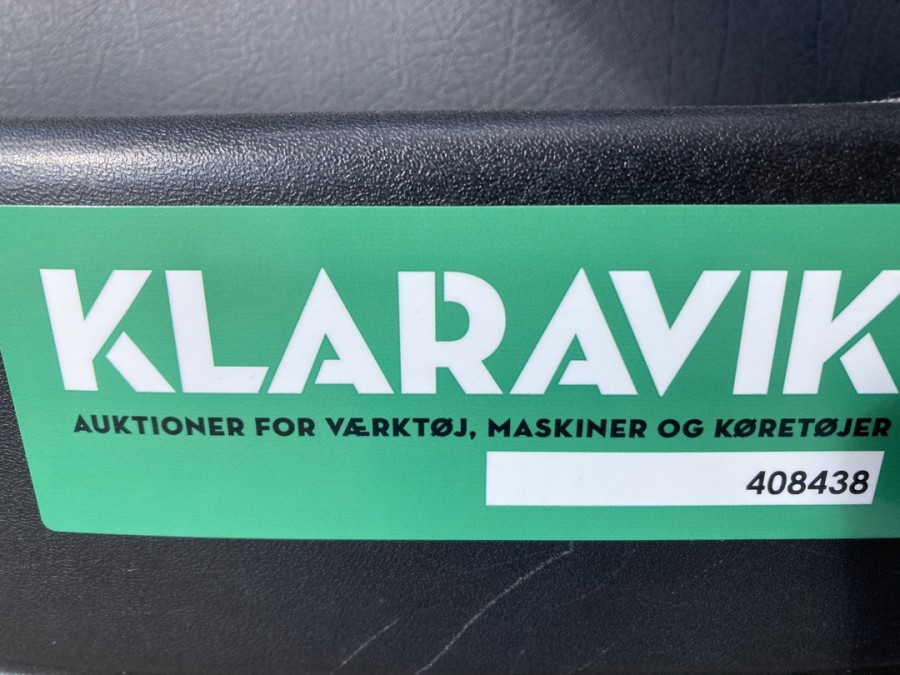 KLARAVIK
AUKTIONER FOR VÆRKTØJ, MASKINER OG KØRETØJER
408438